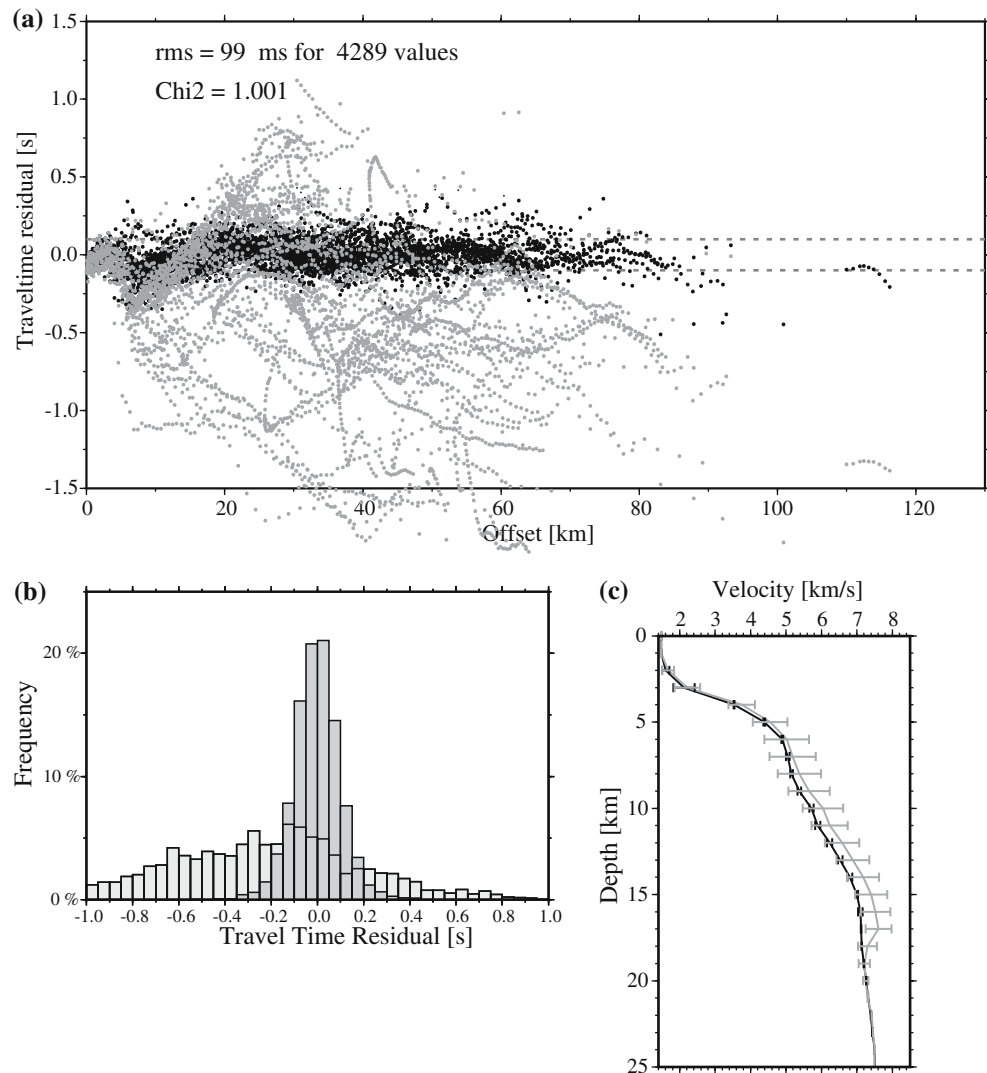 (a)
1.5
1.0
0.5
0.0
-0.5
-1.0
-1.5
Traveltime residual [s]
rms = 99 ms for 4289 values
Chi2 = 1.001
0 20 40 60 80 100 120
Offset [km]
(b)
20 %
10 %
0 %
Frequency
-1.0 -0.8 -0.6 -0.4 -0.2 0.0 0.2 0.4 0.6 0.8 1.0
Travel Time Residual [s]
(c)
Velocity [km/s]
2 3 4 5 6 7 8
0
5
10
15
20
25
Depth [km]